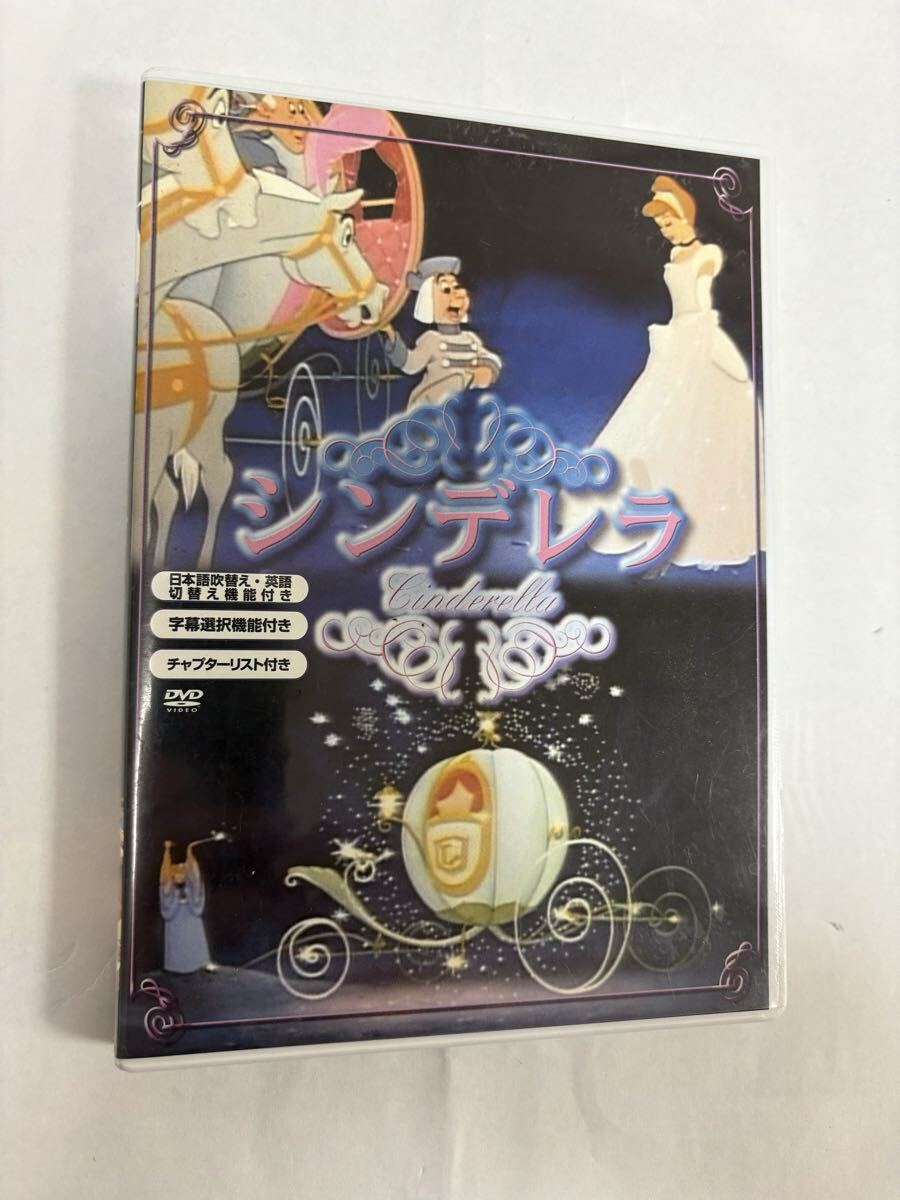 シンデレラ
Cinderella
日本語吹替え・英語
切替え機能付き
字幕選択機能付き
チャプターリスト付き
DVD
VIDEO